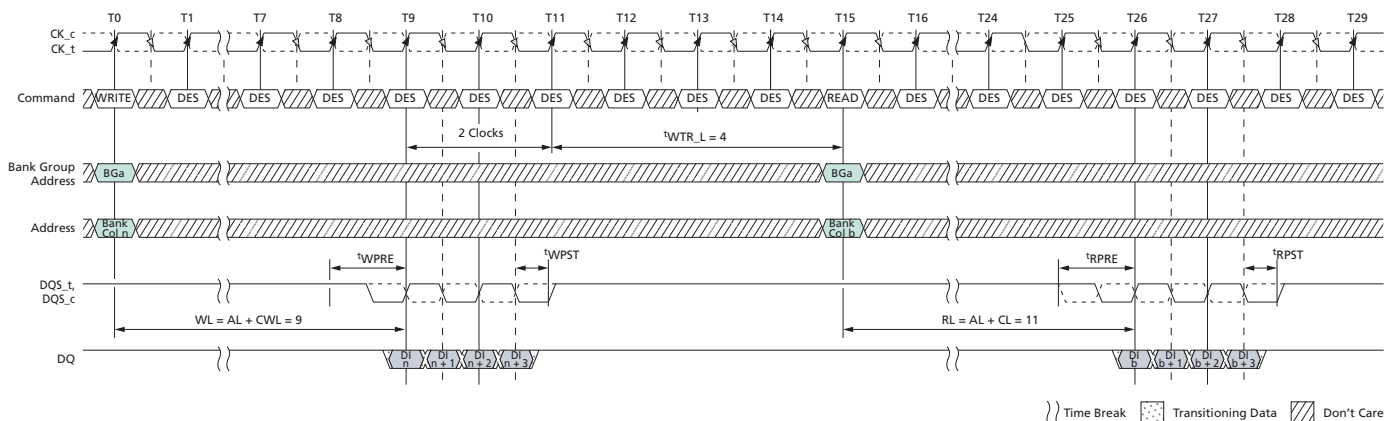 T0 T1 T7 T8 T9 T10 T11 T12 T13 T14 T15 T16 T24 T25 T26 T27 T28 T29
CK_c
CK_t
Command WRITE DES DES DES DES DES DES DES DES DES READ DES DES DES DES DES DES DES
2 Clocks tWTR_L = 4
Bank Group
Address BGa BGa
Address Bank
Col n Bank
Col b
tWPRE tWPST tRPRE tRPST
DQS_t,
DQS_c
WL = AL + CWL = 9 RL = AL + CL = 11
DQ DI
n DI
n + 1 DI
n + 2 DI
n + 3 DI
b DI
b + 1 DI
b + 2 DI
b + 3
Time Break Transitioning Data Don't Care